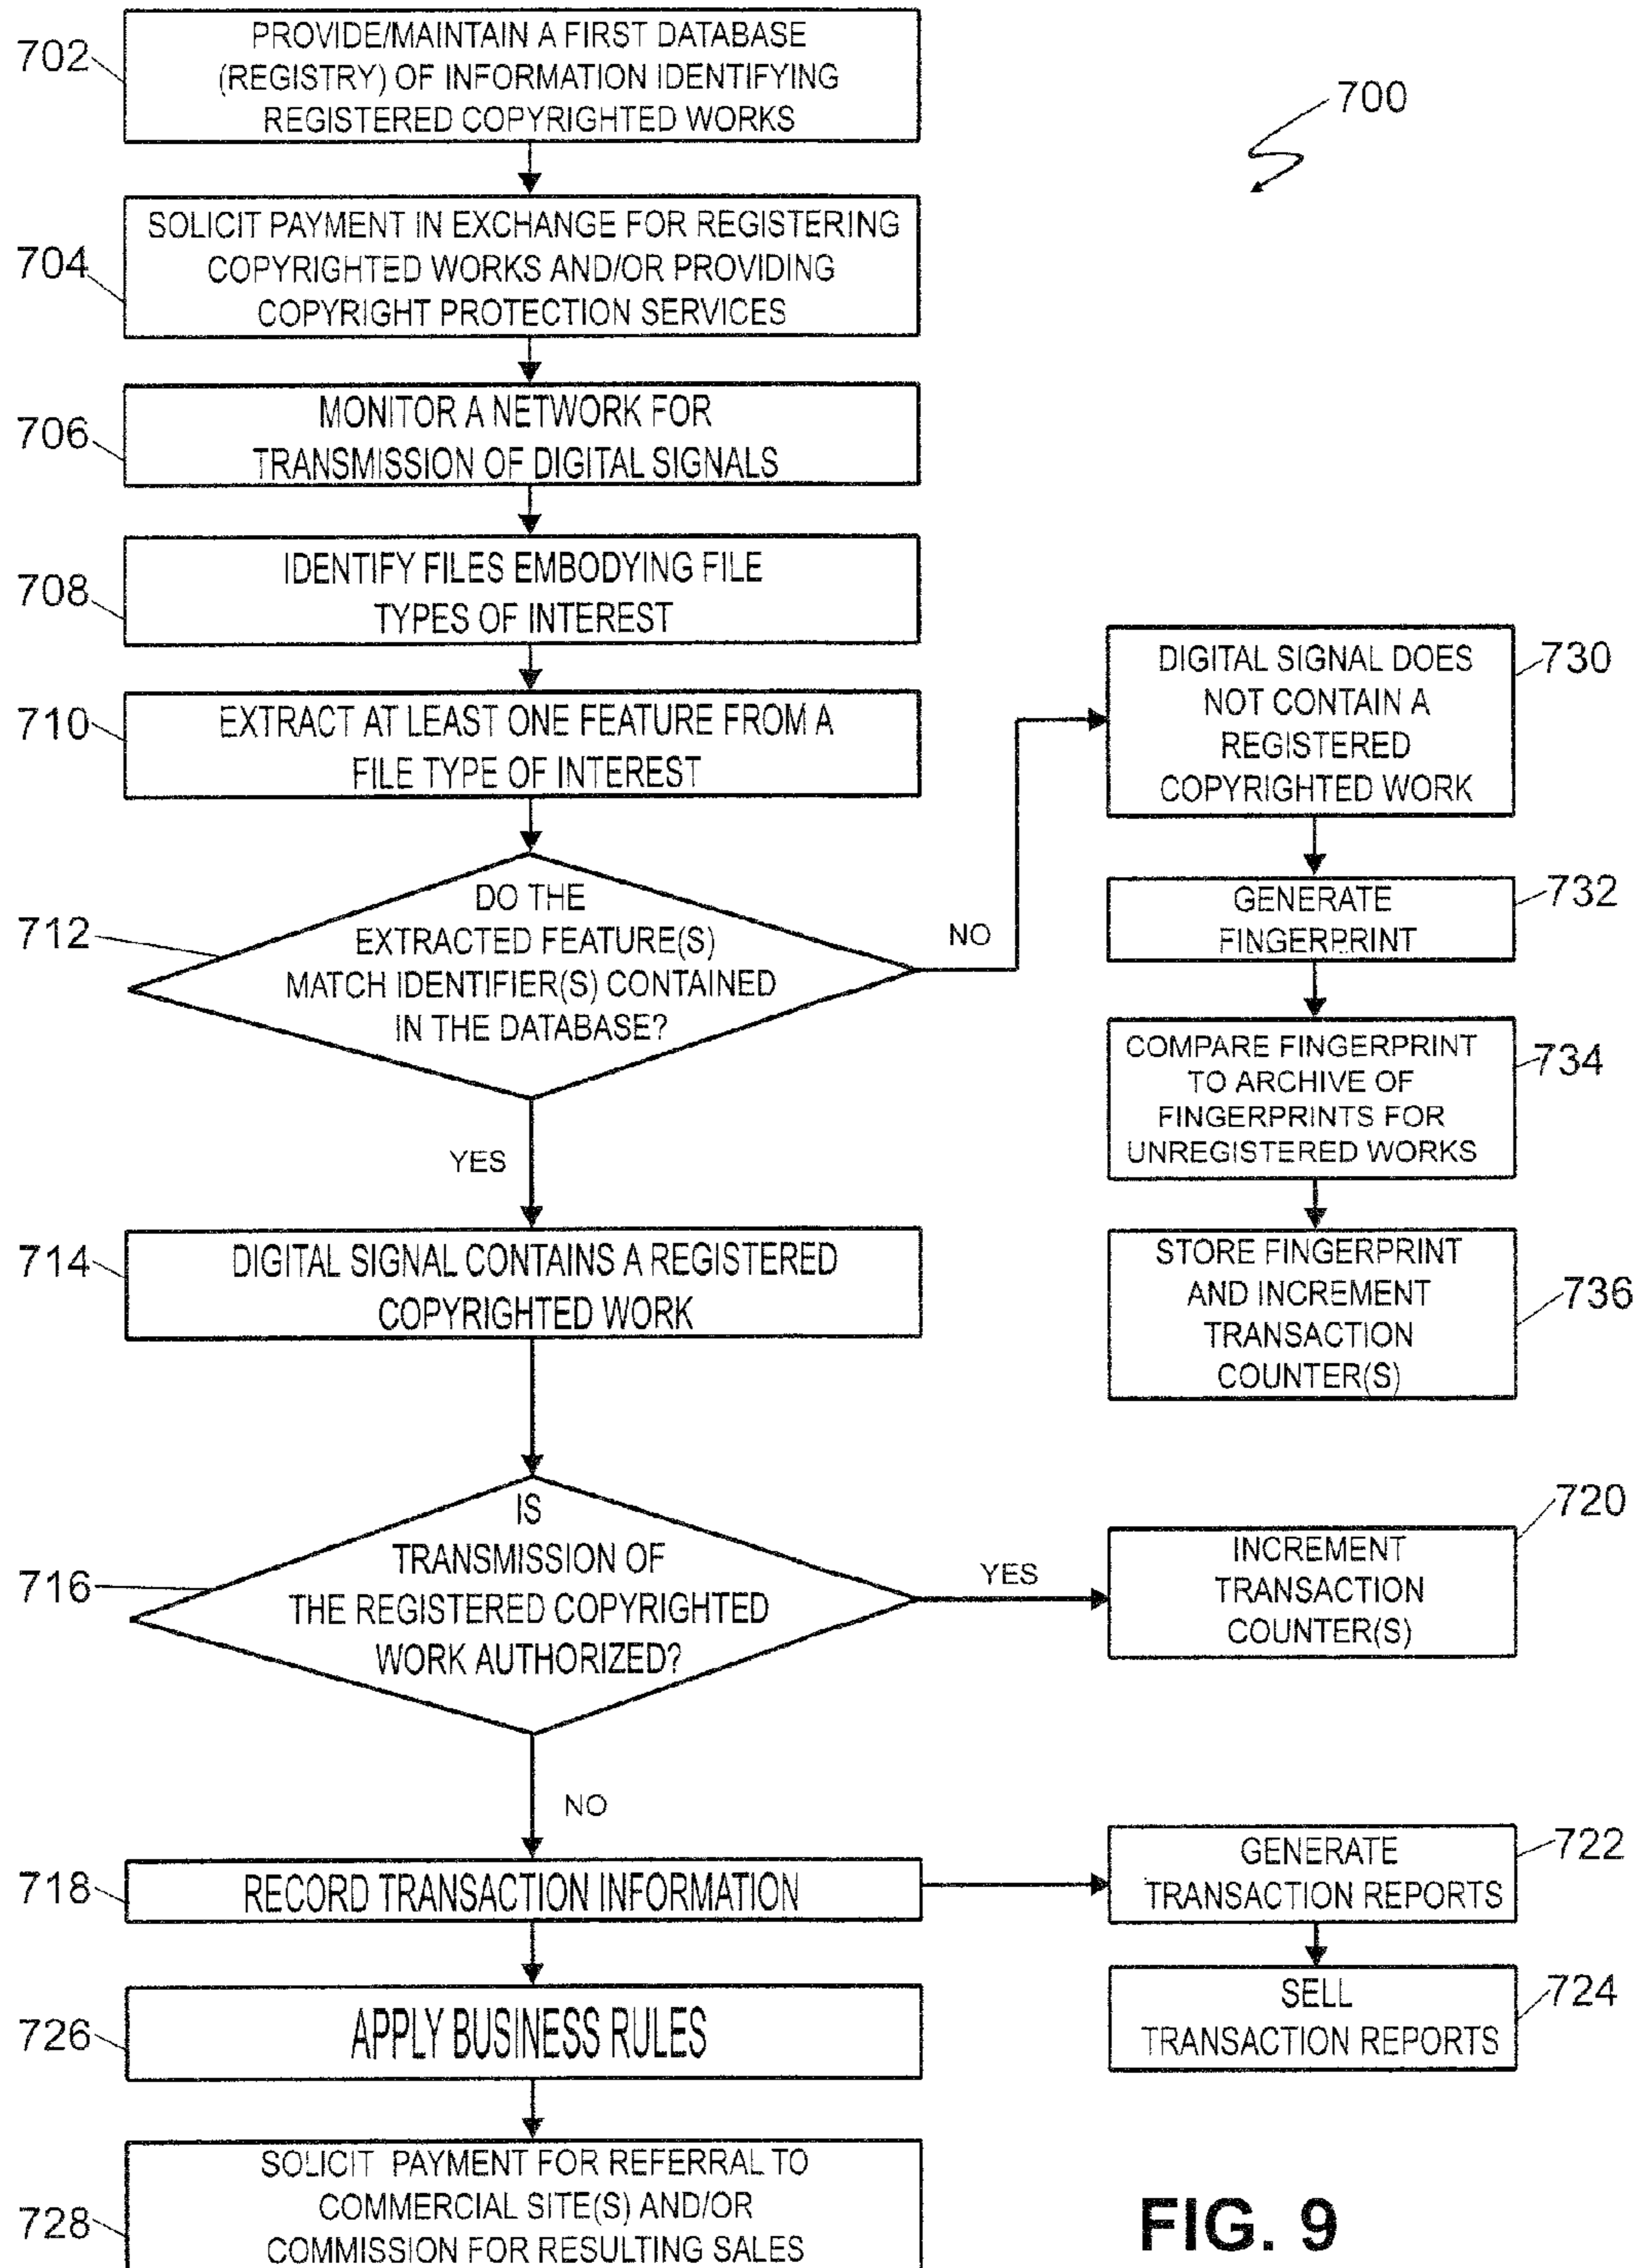 702
PROVIDE/MAINTAIN A FIRST DATABASE
(REGISTRY) OF INFORMATION IDENTIFYING
REGISTERED COPYRIGHTED WORKS
700
704
SOLICIT PAYMENT IN EXCHANGE FOR REGISTERING
COPYRIGHTED WORKS AND/OR PROVIDING
COPYRIGHT PROTECTION SERVICES
706
MONITOR A NETWORK FOR
TRANSMISSION OF DIGITAL SIGNALS
708
IDENTIFY FILES EMBODYING FILE
TYPES OF INTEREST
710
EXTRACT AT LEAST ONE FEATURE FROM A
FILE TYPE OF INTEREST
712
DO THE
EXTRACTED FEATURE(S)
MATCH IDENTIFIER(S) CONTAINED
IN THE DATABASE?
NO
YES
730
DIGITAL SIGNAL DOES
NOT CONTAIN A
REGISTERED
COPYRIGHTED WORK
732
GENERATE
FINGERPRINT
734
COMPARE FINGERPRINT
TO ARCHIVE OF
FINGERPRINTS FOR
UNREGISTERED WORKS
736
STORE FINGERPRINT
AND INCREMENT
TRANSACTION
COUNTER(S)
714
DIGITAL SIGNAL CONTAINS A REGISTERED
COPYRIGHTED WORK
716
IS
TRANSMISSION OF
THE REGISTERED COPYRIGHTED
WORK AUTHORIZED?
YES
720
INCREMENT
TRANSACTION
COUNTER(S)
NO
718
RECORD TRANSACTION INFORMATION
722
GENERATE
TRANSACTION REPORTS
724
SELL
TRANSACTION REPORTS
726
APPLY BUSINESS RULES
728
SOLICIT PAYMENT FOR REFERRAL TO
COMMERCIAL SITE(S) AND/OR
COMMISSION FOR RESULTING SALES
FIG. 9